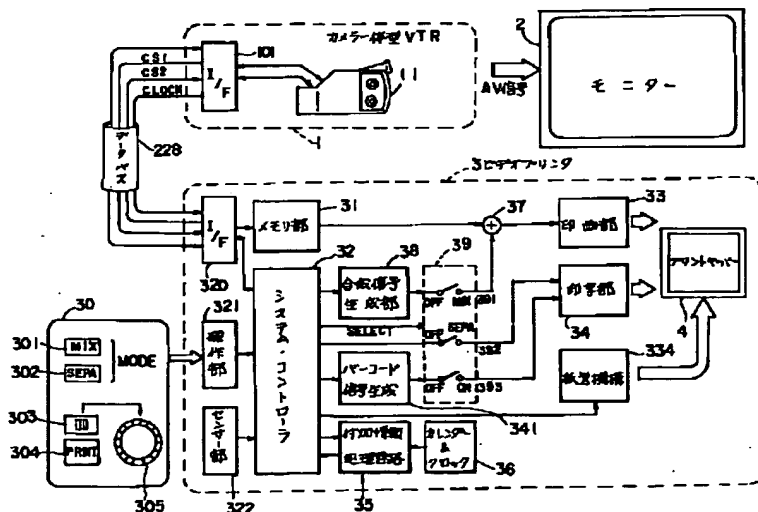 カメラ一体型VTR
101
CS1
CS2
CLOCK
I/F
11
1
2
モニター
AV信号
データバス
228
3ビデオプリンタ
I/F
320
メモリ部
31
37
印画部
33
32
システム・コントローラ
合成信号
生成部
38
39
OFF
MIX
391
SELECT
OFF
SEPA
392
バーコード
信号生成
341
OFF
ON
393
印字部
34
プリントペーパー
4
334
30
301
MIX
302
SEPA
MODE
303
304
PRINT
305
321
操作部
センサー部
322
付加情報
処理回路
35
カレンダー
&
クロック
36